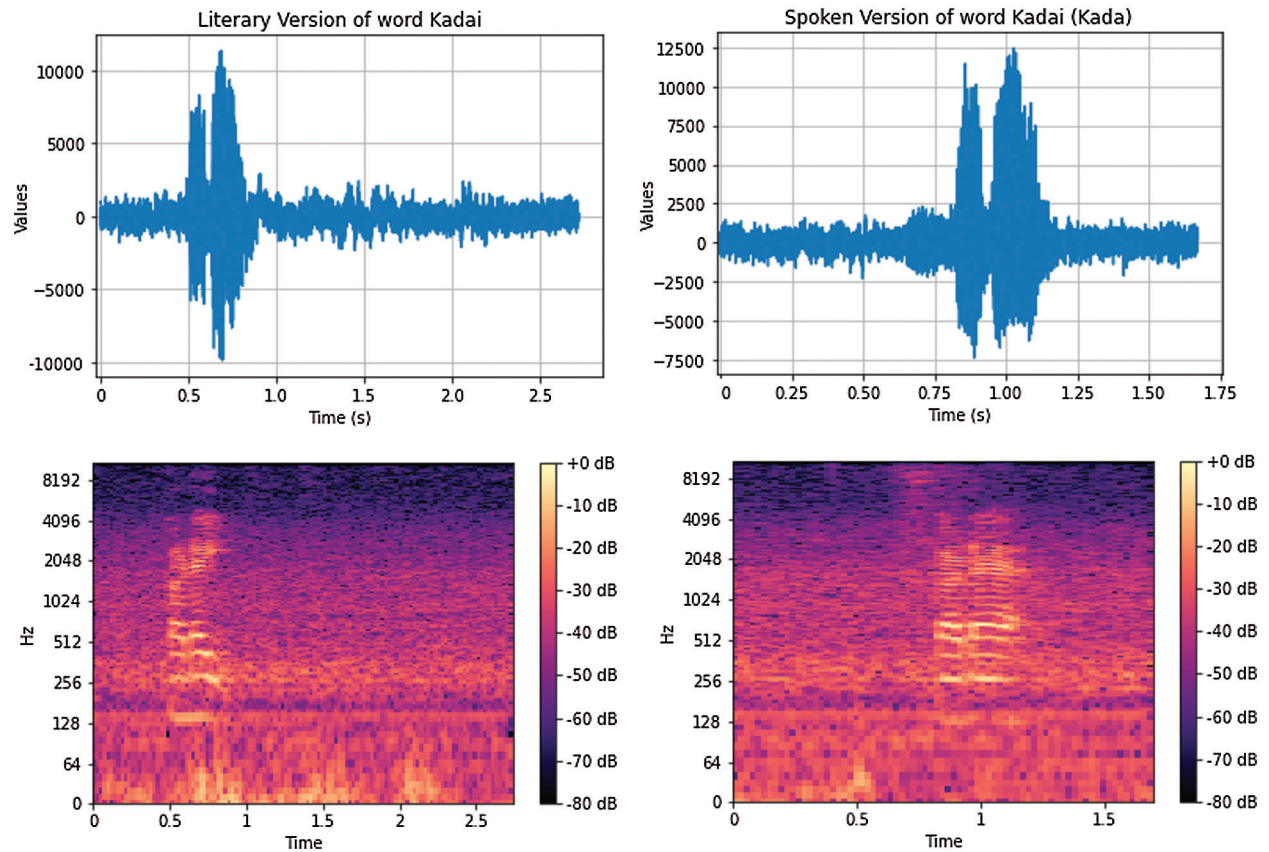 Literary Version of word Kadai
10000
5000
0
−5000
-10000
Values
0 0.5 1.0 1.5 2.0 2.5
Time (s)
Spoken Version of word Kadai (Kada)
12500
10000
7500
5000
2500
0
−2500
−5000
−7500
Values
0 0.25 0.50 0.75 1.00 1.25 1.50 1.75
Time (s)
8192
4096
2048
1024
512
256
128
64
0
Hz
0 0.5 1 1.5 2 2.5
Time
+0 dB
-10 dB
-20 dB
-30 dB
-40 dB
-50 dB
-60 dB
-70 dB
-80 dB
8192
4096
2048
1024
512
256
128
64
0
Hz
0 0.5 1 1.5
Time
+0 dB
-10 dB
-20 dB
-30 dB
-40 dB
-50 dB
-60 dB
-70 dB
-80 dB